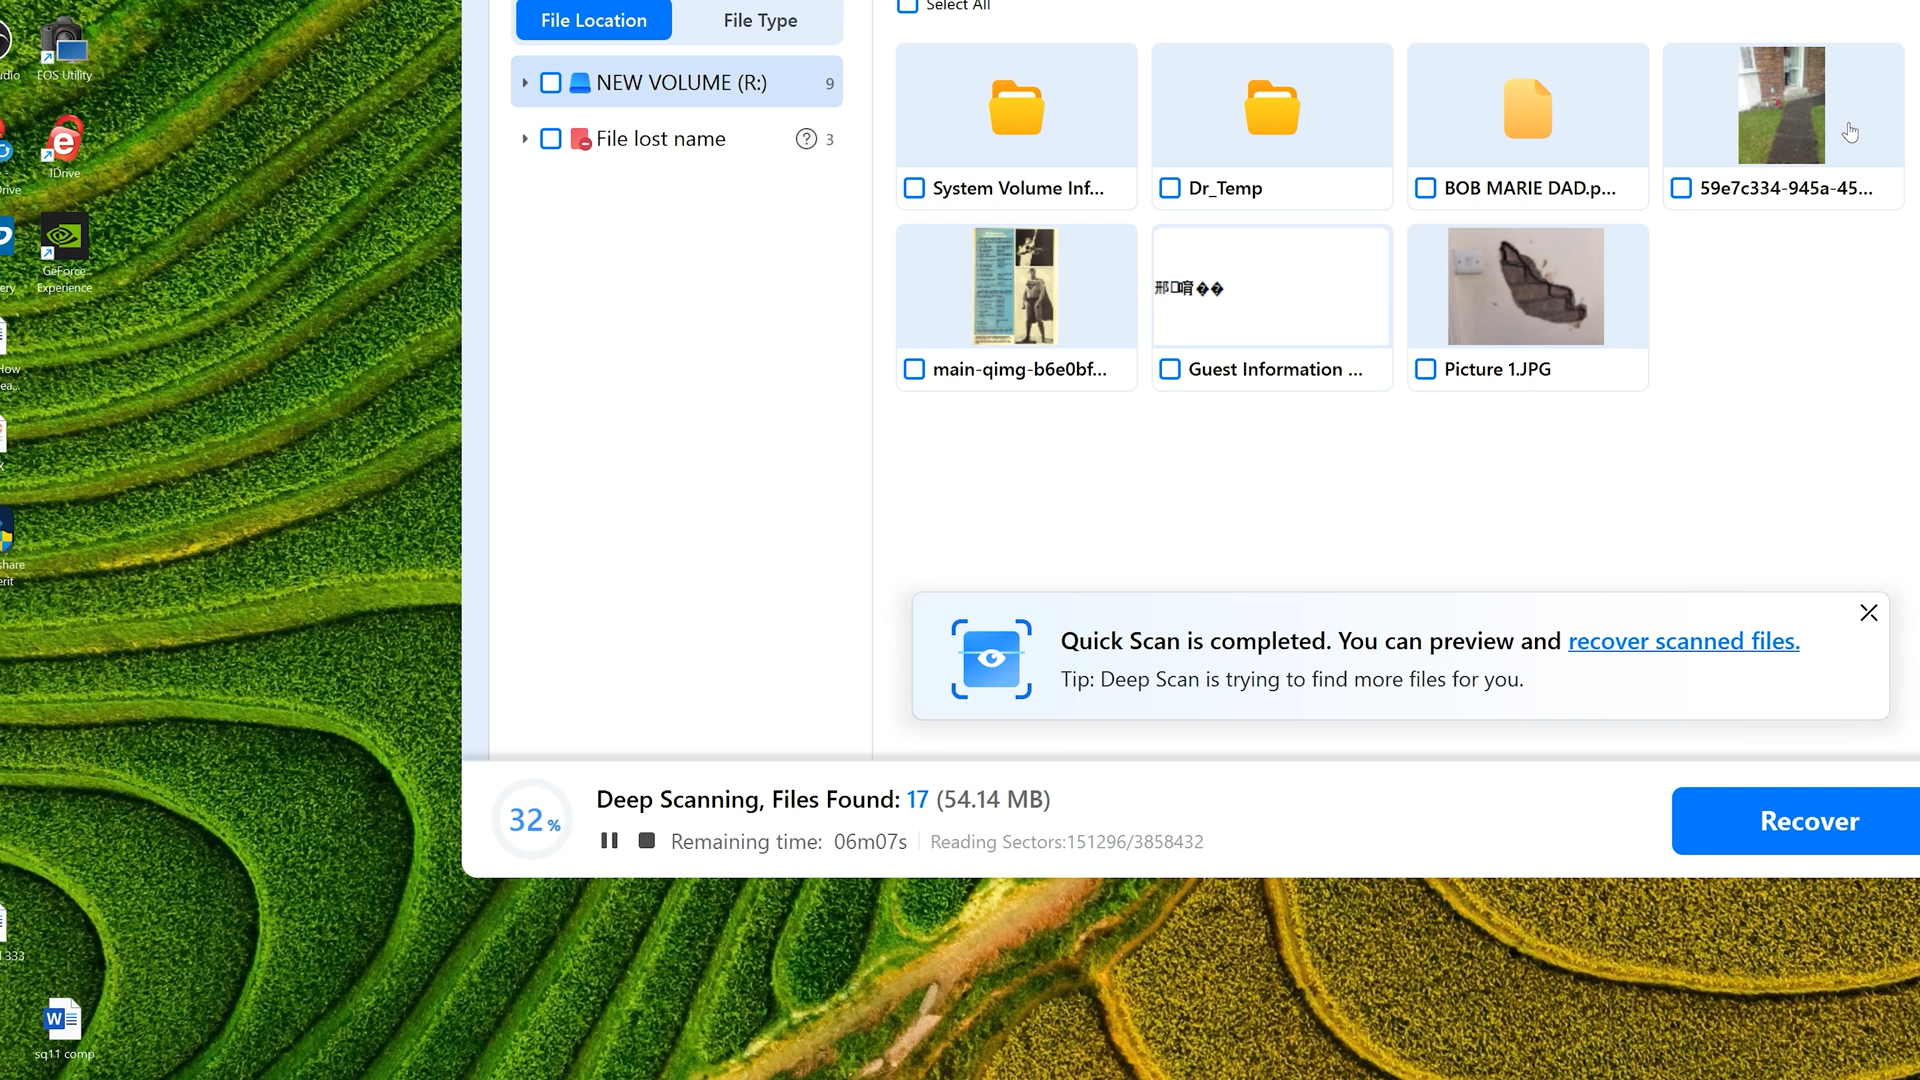 Select All
File Location
File Type
NEW VOLUME (R:)
9
File lost name
3
System Volume Inf...
Dr_Temp
BOB MARIE DAD.p...
59e7c334-945a-45...
main-qimg-b6e0bf...
Guest Information ...
Picture 1.JPG
Quick Scan is completed. You can preview and recover scanned files.
Tip: Deep Scan is trying to find more files for you.
32%
Deep Scanning, Files Found: 17 (54.14 MB)
Remaining time: 06m07s
Reading Sectors:151296/3858432
Recover
EOS Utility
IDrive
GeForce
Experience
sq11 comp
333